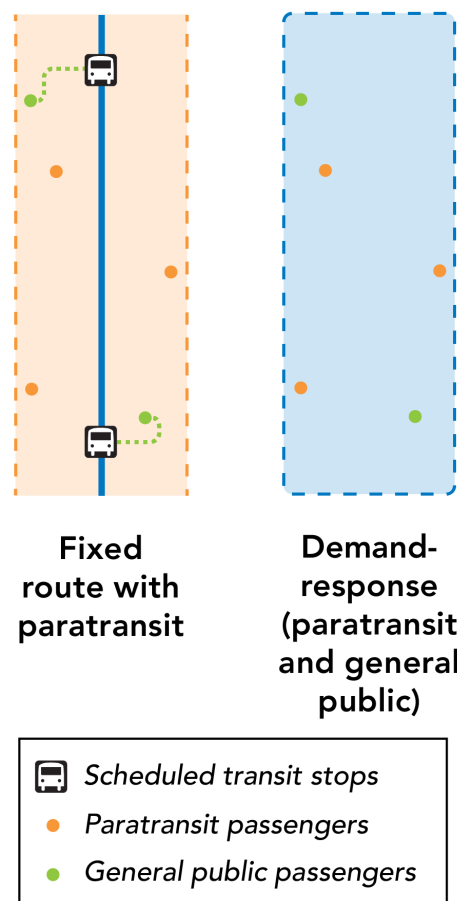 Fixed
route with
paratransit
Demand-
response
(paratransit
and general
public)
Scheduled transit stops
Paratransit passengers
General public passengers